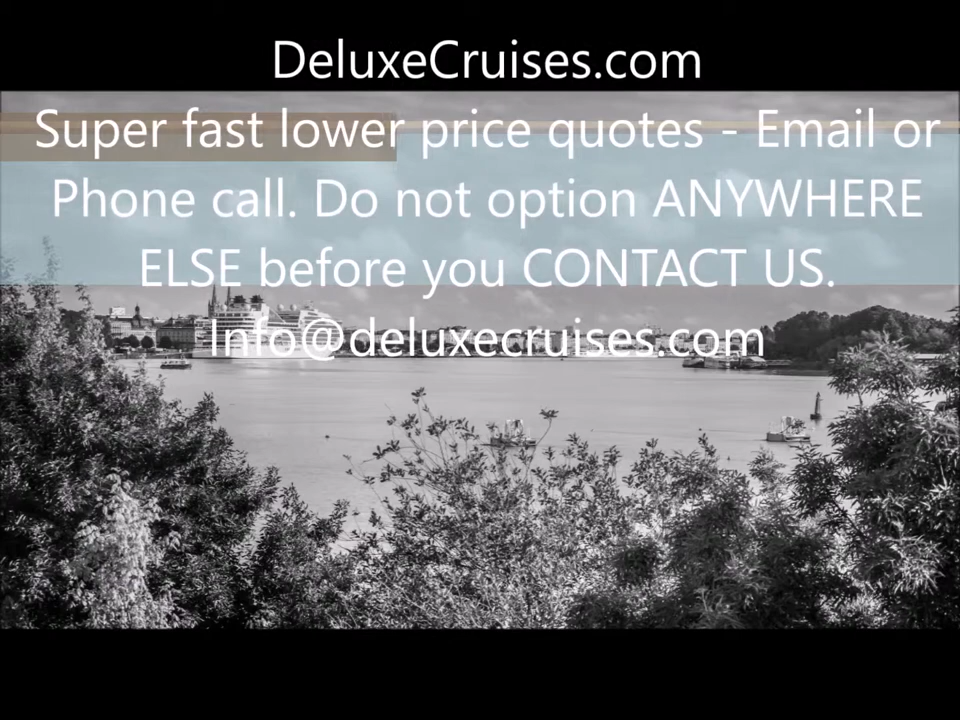 DeluxeCruises.com
Super fast lower price quotes - Email or
Phone call. Do not option ANYWHERE
ELSE before you CONTACT US.
Info@deluxecruises.com